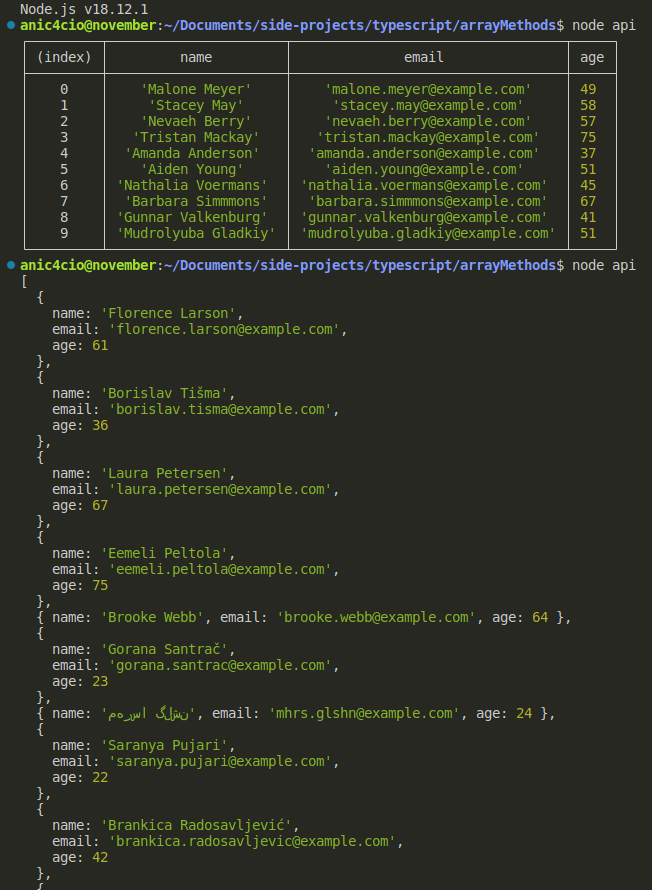 Node.js v18.12.1
anic4cio@november:~/Documents/side-projects/typescript/arrayMethods$ node api
(index) name email age
0 'Malone Meyer' 'malone.meyer@example.com' 49
1 'Stacey May' 'stacey.may@example.com' 58
2 'Nevaeh Berry' 'nevaeh.berry@example.com' 57
3 'Tristan Mackay' 'tristan.mackay@example.com' 75
4 'Amanda Anderson' 'amanda.anderson@example.com' 37
5 'Aiden Young' 'aiden.young@example.com' 51
6 'Nathalia Voermans' 'nathalia.voermans@example.com' 45
7 'Barbara Simmmons' 'barbara.simmmons@example.com' 67
8 'Gunnar Valkenburg' 'gunnar.valkenburg@example.com' 41
9 'Mudrolyuba Gladkiy' 'mudrolyuba.gladkiy@example.com' 51
anic4cio@november:~/Documents/side-projects/typescript/arrayMethods$ node api
[
{
name: 'Florence Larson',
email: 'florence.larson@example.com',
age: 61
},
{
name: 'Borislav Tišma',
email: 'borislav.tisma@example.com',
age: 36
},
{
name: 'Laura Petersen',
email: 'laura.petersen@example.com',
age: 67
},
{
name: 'Eemeli Peltola',
email: 'eemeli.peltola@example.com',
age: 75
},
{ name: 'Brooke Webb', email: 'brooke.webb@example.com', age: 64 },
{
name: 'Gorana Santrač',
email: 'gorana.santrac@example.com',
age: 23
},
{ name: 'مهرسا گلشن', email: 'mhrs.glshn@example.com', age: 24 },
{
name: 'Saranya Pujari',
email: 'saranya.pujari@example.com',
age: 22
},
{
name: 'Brankica Radosavljević',
email: 'brankica.radosavljevic@example.com',
age: 42
},
{